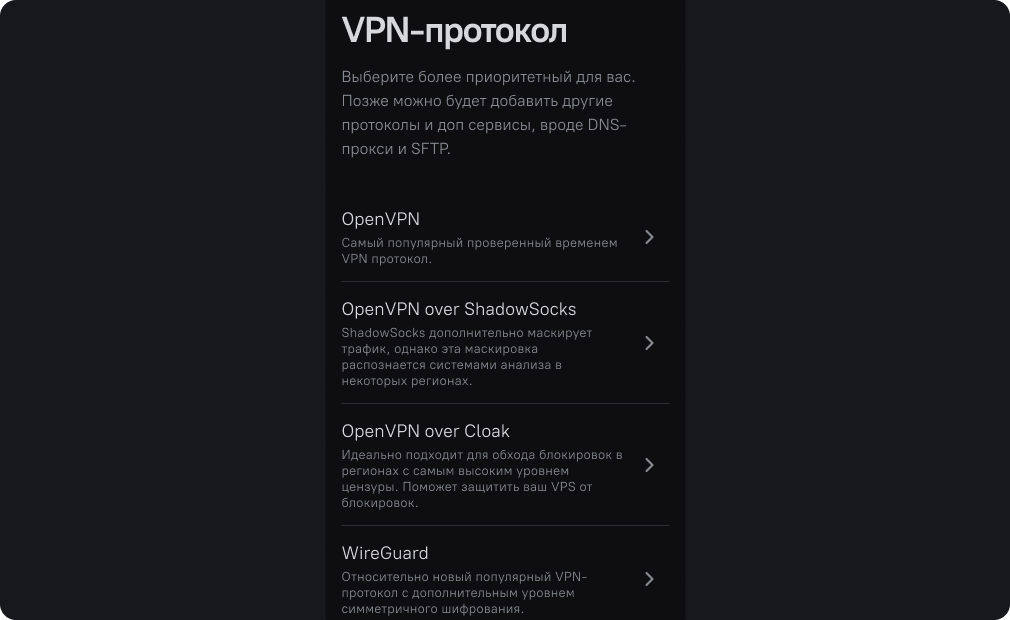 VPN-протокол
Выберите более приоритетный для вас.
Позже можно будет добавить другие
протоколы и доп сервисы, вроде DNS-
прокси и SFTP.
OpenVPN
Самый популярный проверенный временем
VPN протокол.
OpenVPN over ShadowSocks
ShadowSocks дополнительно маскирует
трафик, однако эта маскировка
распознается системами анализа в
некоторых регионах.
OpenVPN over Cloak
Идеально подходит для обхода блокировок в
регионах с самым высоким уровнем
цензуры. Поможет защитить ваш VPS от
блокировок.
WireGuard
Относительно новый популярный VPN-
протокол с дополнительным уровнем
симметричного шифрования.